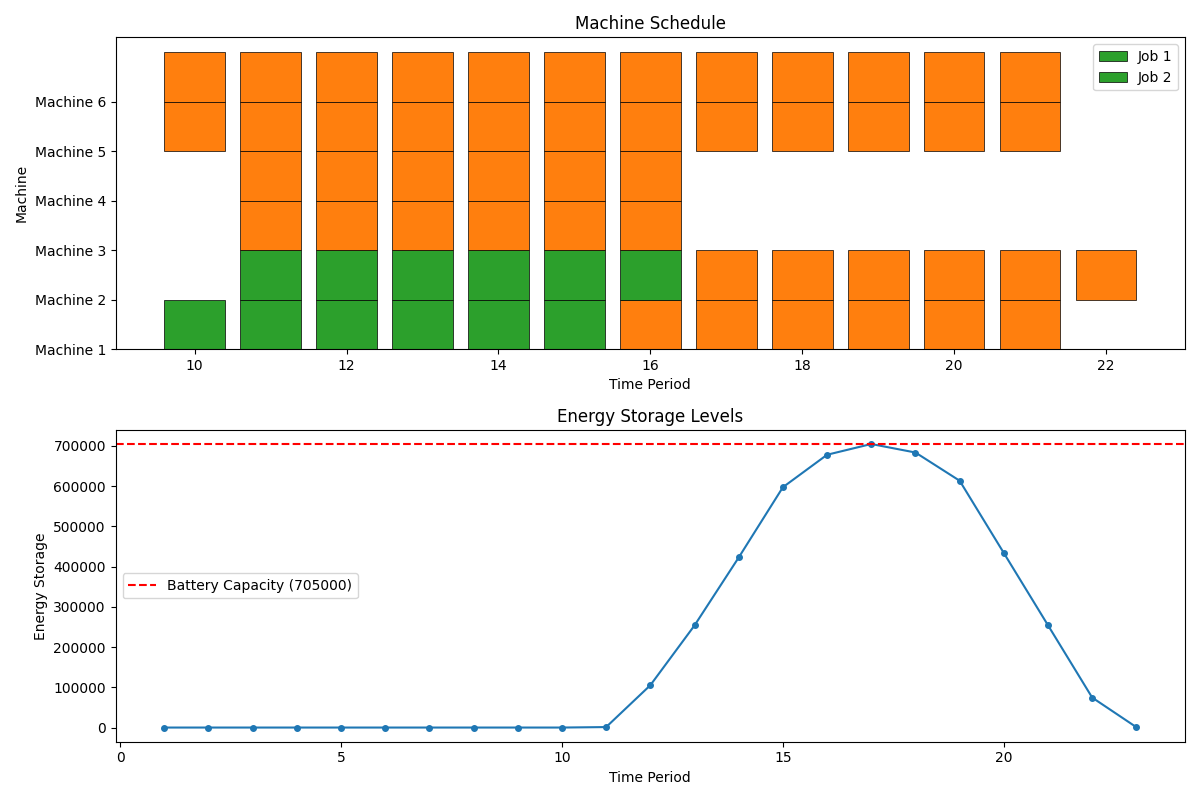 Machine Schedule
Job 1
Job 2
Machine 6
Machine 5
Machine 4
Machine 3
Machine 2
Machine 1
Machine
10 12 14 16 18 20 22
Time Period
Energy Storage Levels
700000
600000
500000
400000
300000
200000
100000
0
Energy Storage
Battery Capacity (705000)
0 5 10 15 20
Time Period